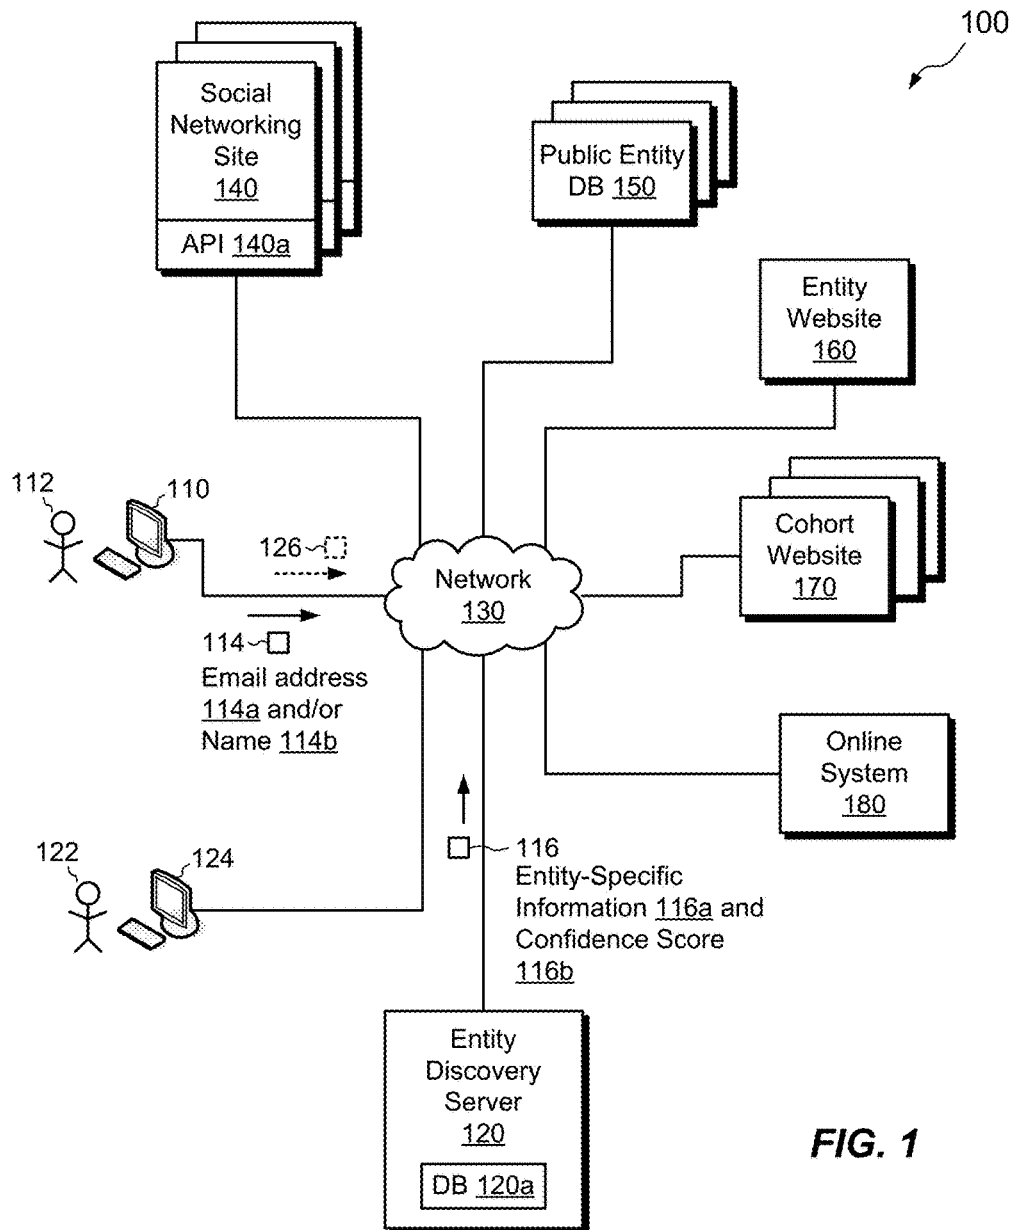 100
Social
Networking
Site
140
API 140a
Public Entity
DB 150
Entity
Website
160
112
110
126
Network
130
Cohort
Website
170
114
Email address
114a and/or
Name 114b
Online
System
180
122
124
116
Entity-Specific
Information 116a and
Confidence Score
116b
Entity
Discovery
Server
120
DB 120a
FIG. 1